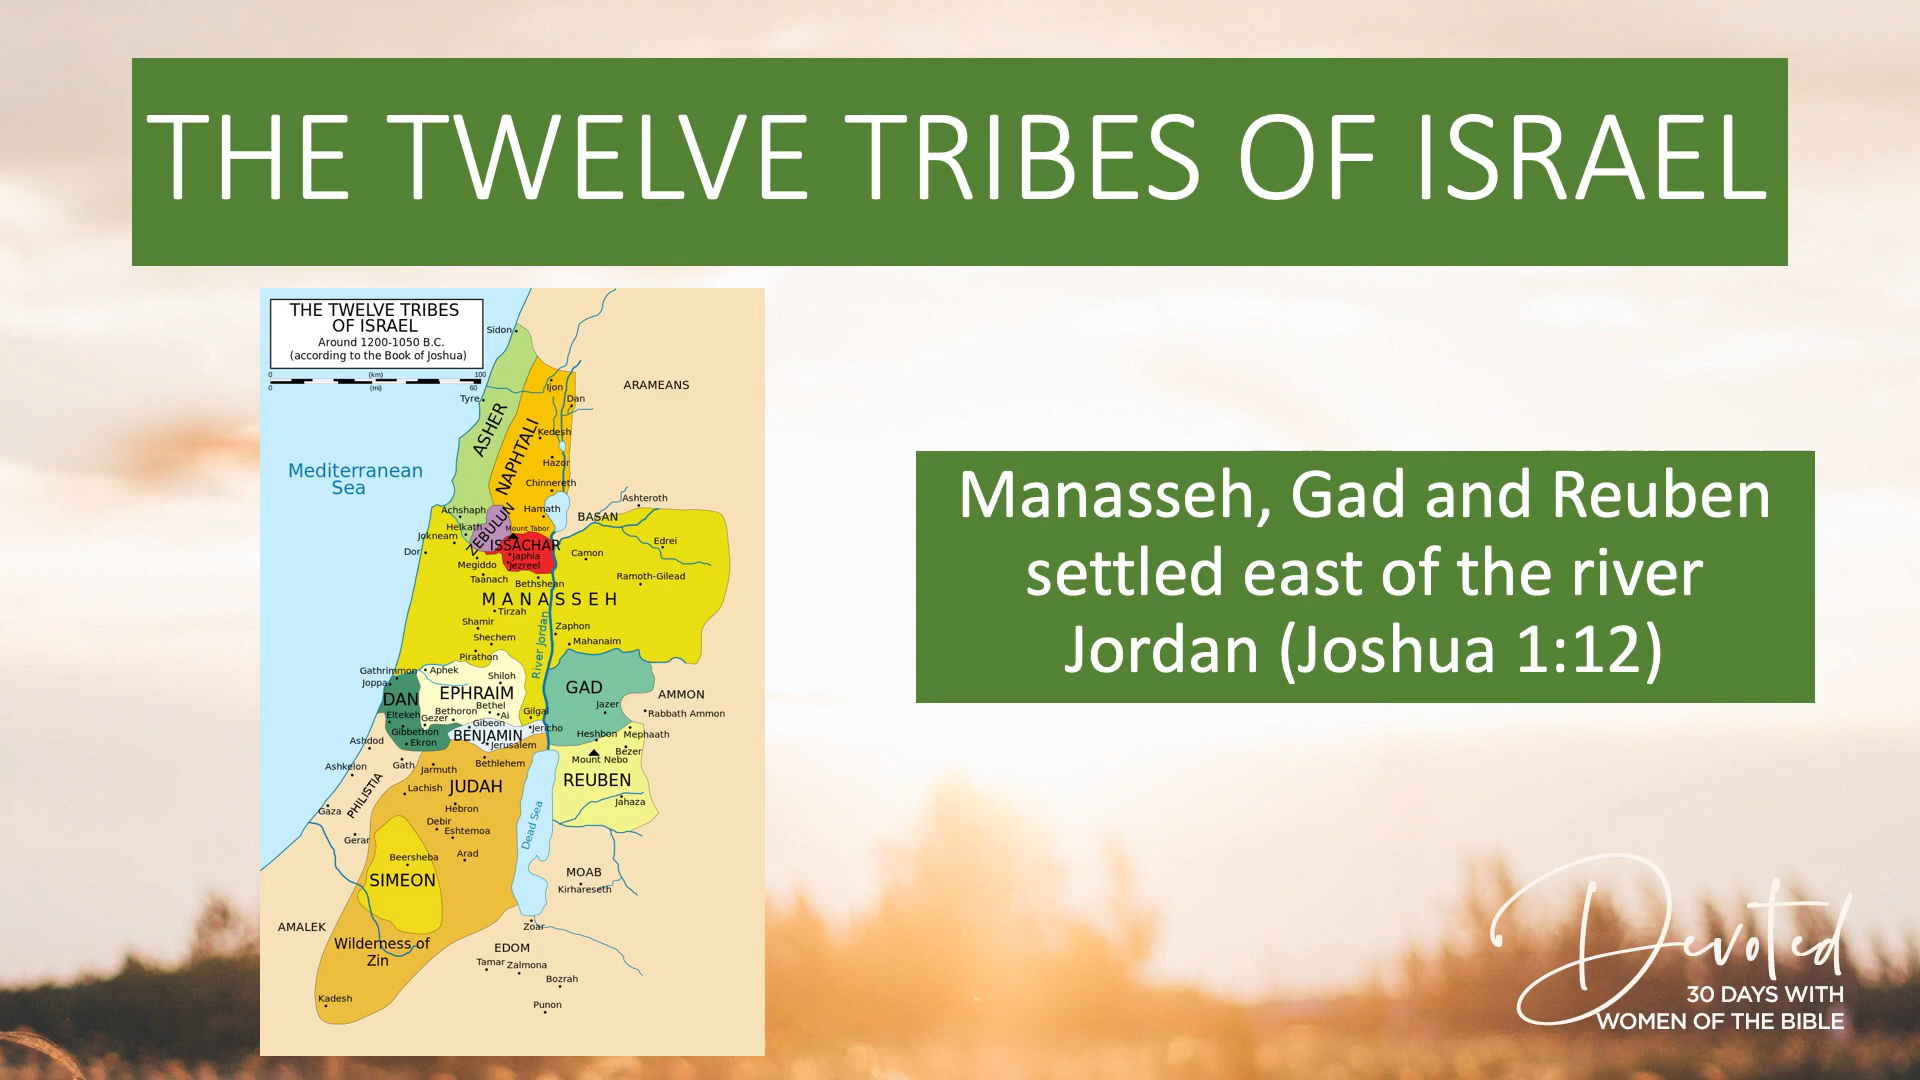 THE TWELVE TRIBES OF ISRAEL
THE TWELVE TRIBES
OF ISRAEL
Around 1200-1050 B.C.
(according to the Book of Joshua)
0 (km) 100
0 (mi) 60
Sidon
Ijon
ARAMEANS
Tyre
Dan
ASHER
NAPHTALI
Kedesh
Hazor
Mediterranean
Sea
Chinnereth
Ashteroth
Achshaph
Hamath
BASAN
ZEBULUN
Helkath
Mount Tabor
Jokneam
ISSACHAR
Edrei
Dor
Japhia
Camon
Megiddo
Jezreel
Taanach
Bethshean
Ramoth-Gilead
MANASSEH
Tirzah
Shamir
Zaphon
Shechem
Mahanaim
River Jordan
Pirathon
Gathrimmon
Aphek
Joppa
Shiloh
DAN
EPHRAIM
GAD
AMMON
Bethel
Jazer
Eltekeh
Gezer
Bethoron
Ai
Gilgal
Rabbath Ammon
Gibeon
Gibbethon
BENJAMIN
Jericho
Heshbon
Mephaath
Ashdod
Ekron
Jerusalem
Bezer
Ashkelon
Gath
Jarmuth
Bethlehem
Mount Nebo
PHILISTIA
Lachish
JUDAH
REUBEN
Gaza
Hebron
Jahaza
Debir
Eshtemoa
Dead Sea
Gerar
Beersheba
Arad
SIMEON
MOAB
Kirhareseth
AMALEK
Zoar
Wilderness of
Zin
EDOM
Tamar
Zalmona
Bozrah
Kadesh
Punon
Manasseh, Gad and Reuben
settled east of the river
Jordan (Joshua 1:12)
Devoted
30 DAYS WITH
WOMEN OF THE BIBLE